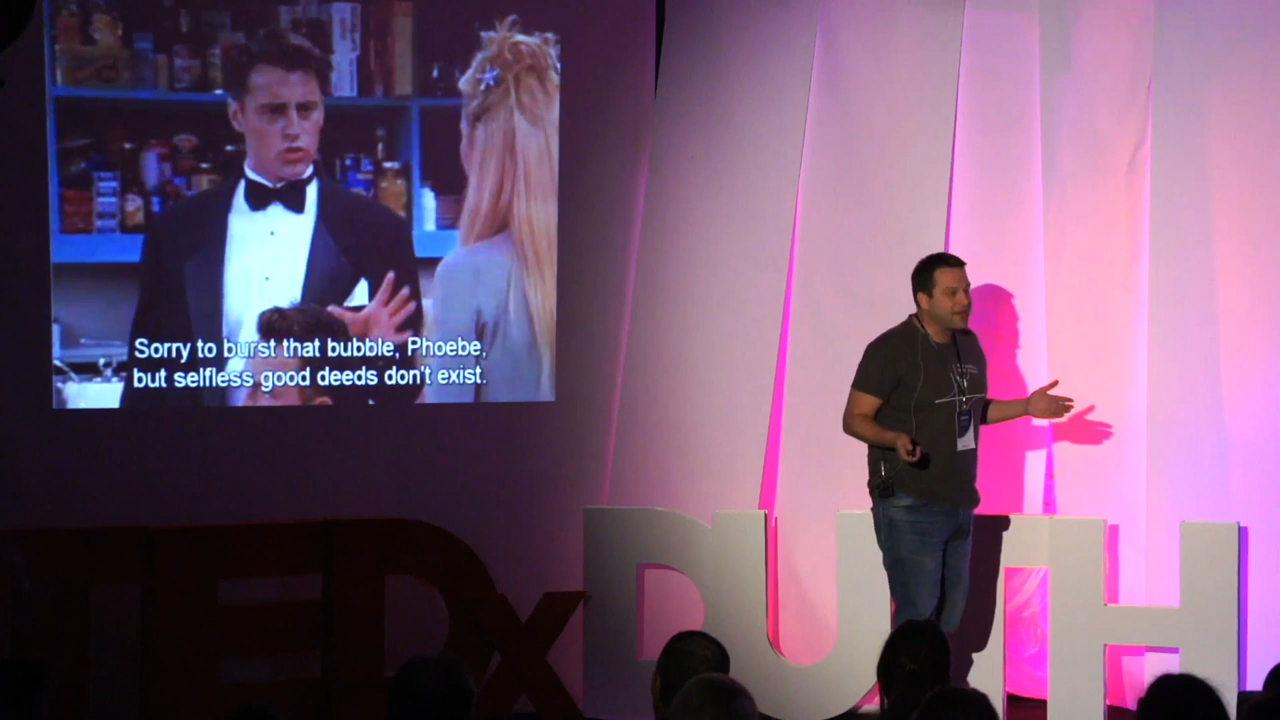 Sorry to burst that bubble, Phoebe,
but selfless good deeds don't exist.
TEDx DUTH